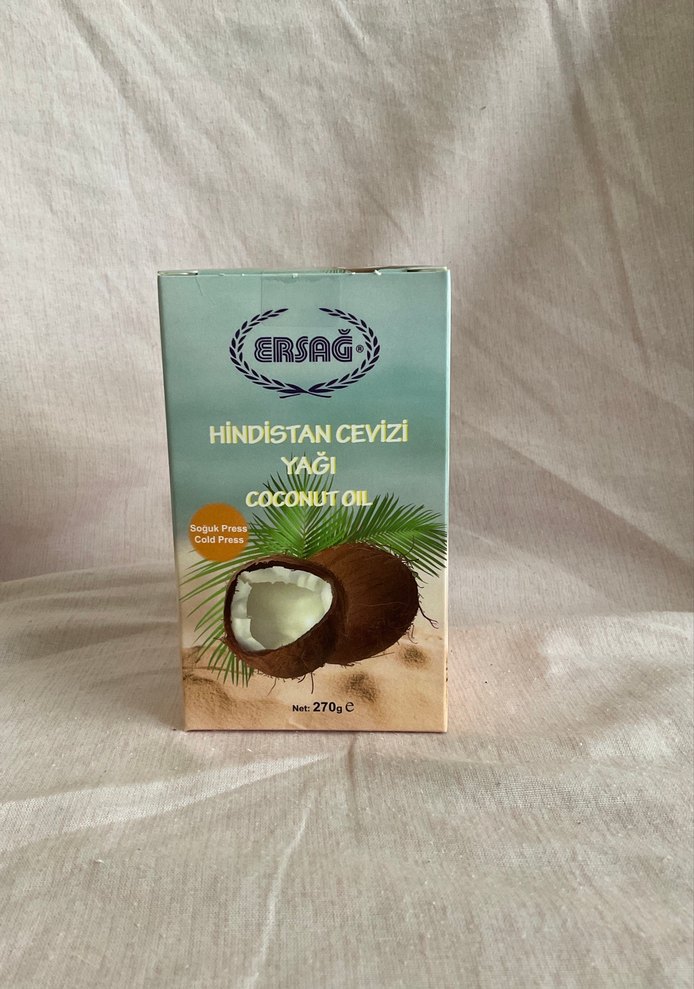 ERSAĞ®
HİNDİSTAN CEVİZİ
YAĞI
COCONUT OIL
Soğuk Press
Cold Press
Net: 270g e